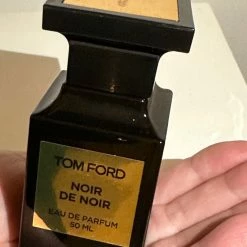 TOM FORD
NOIR
DE NOIR
EAU DE PARFUM
50 ML